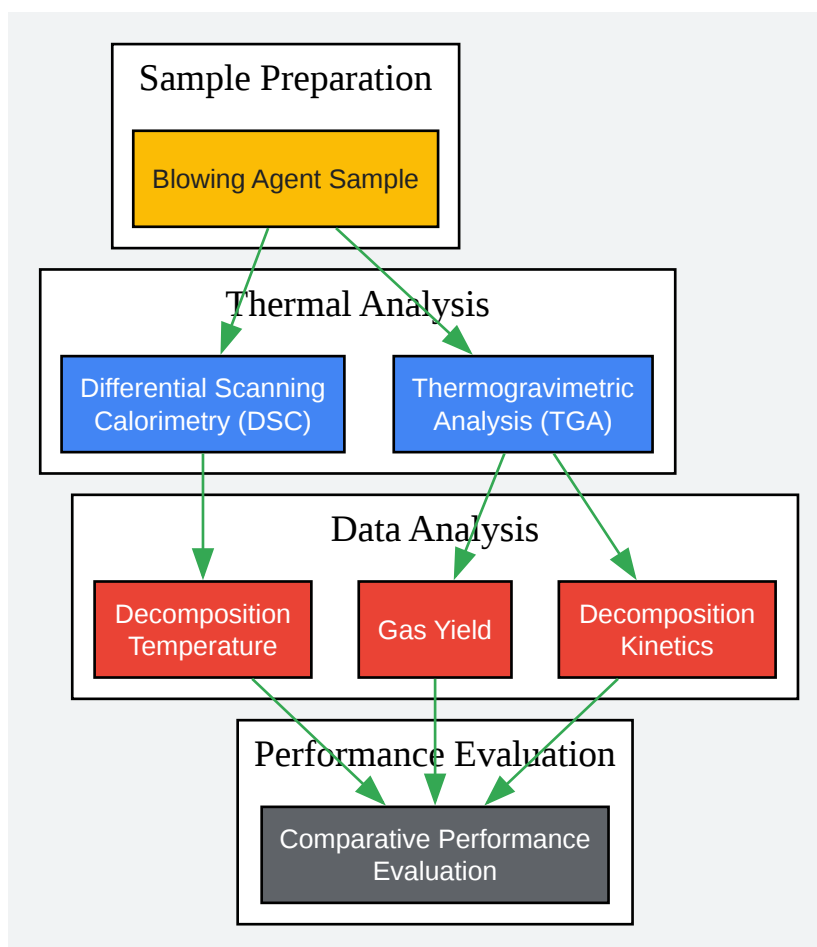 Sample Preparation
Blowing Agent Sample
Thermal Analysis
Differential Scanning
Calorimetry (DSC)
Thermogravimetric
Analysis (TGA)
Data Analysis
Decomposition
Temperature
Gas Yield
Decomposition
Kinetics
Performance Evaluation
Comparative Performance
Evaluation